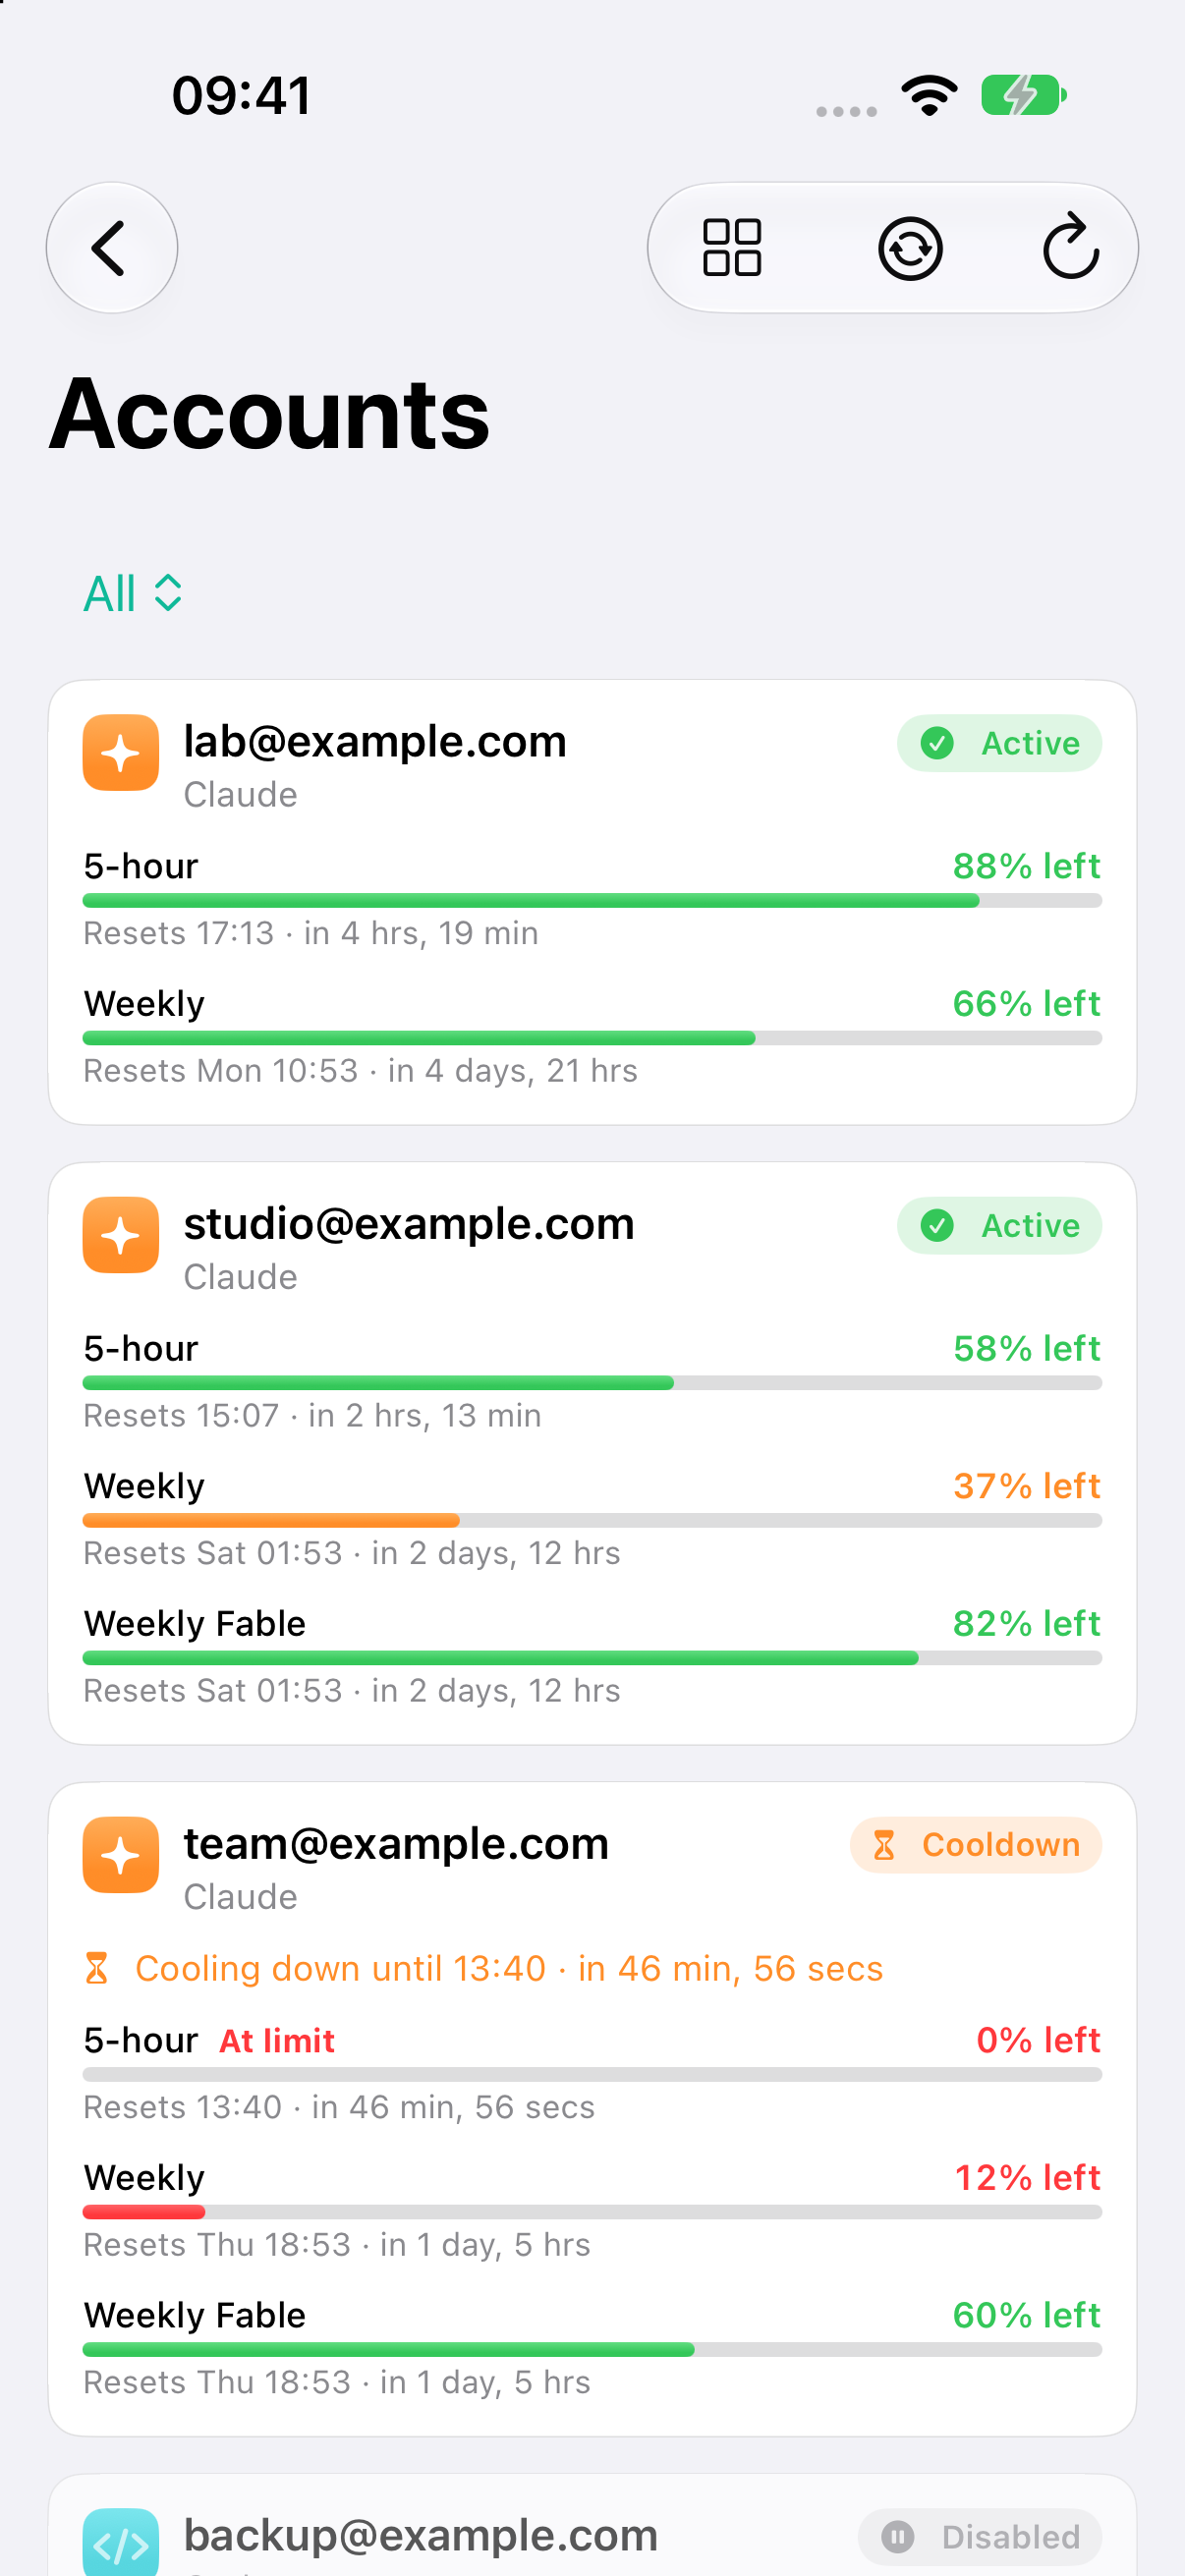 09:41
Accounts
All
lab@example.com
Active
Claude
5-hour
88% left
Resets 17:13 · in 4 hrs, 19 min
Weekly
66% left
Resets Mon 10:53 · in 4 days, 21 hrs
studio@example.com
Active
Claude
5-hour
58% left
Resets 15:07 · in 2 hrs, 13 min
Weekly
37% left
Resets Sat 01:53 · in 2 days, 12 hrs
Weekly Fable
82% left
Resets Sat 01:53 · in 2 days, 12 hrs
team@example.com
Cooldown
Claude
Cooling down until 13:40 · in 46 min, 56 secs
5-hour At limit
0% left
Resets 13:40 · in 46 min, 56 secs
Weekly
12% left
Resets Thu 18:53 · in 1 day, 5 hrs
Weekly Fable
60% left
Resets Thu 18:53 · in 1 day, 5 hrs
backup@example.com
Disabled